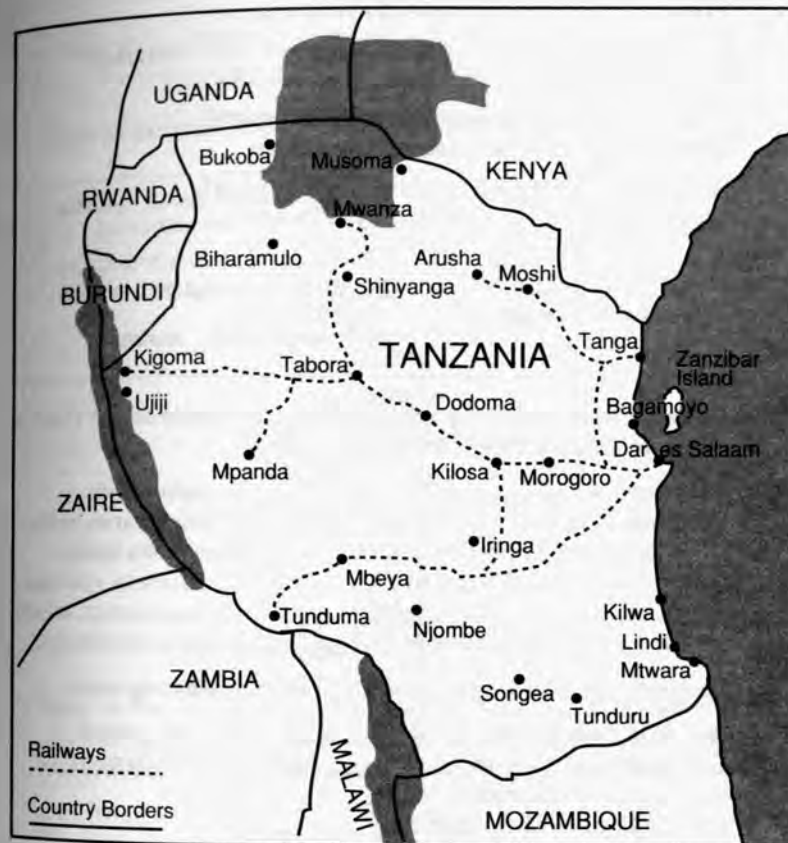 UGANDA
Bukoba
Musoma
KENYA
RWANDA
Mwanza
Biharamulo
Arusha
Moshi
Shinyanga
BURUNDI
Kigoma
Tabora
TANZANIA
Tanga
Zanzibar
Island
Ujiji
Dodoma
Bagamoyo
Dar es Salaam
Mpanda
Kilosa
Morogoro
ZAIRE
Iringa
Mbeya
Tunduma
Njombe
Kilwa
Lindi
Mtwara
ZAMBIA
Songea
Tunduru
Railways
MALAWI
Country Borders
MOZAMBIQUE